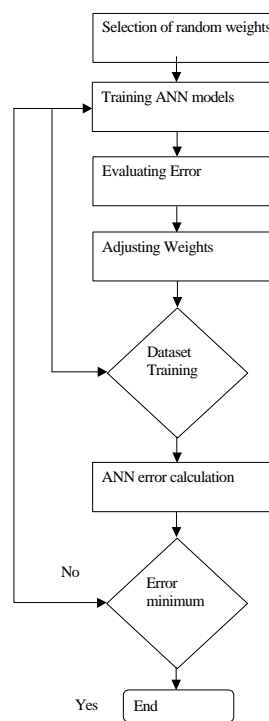 Selection of random weights
Training ANN models
Evaluating Error
Adjusting Weights
Dataset
Training
ANN error calculation
No
Error
minimum
Yes
End